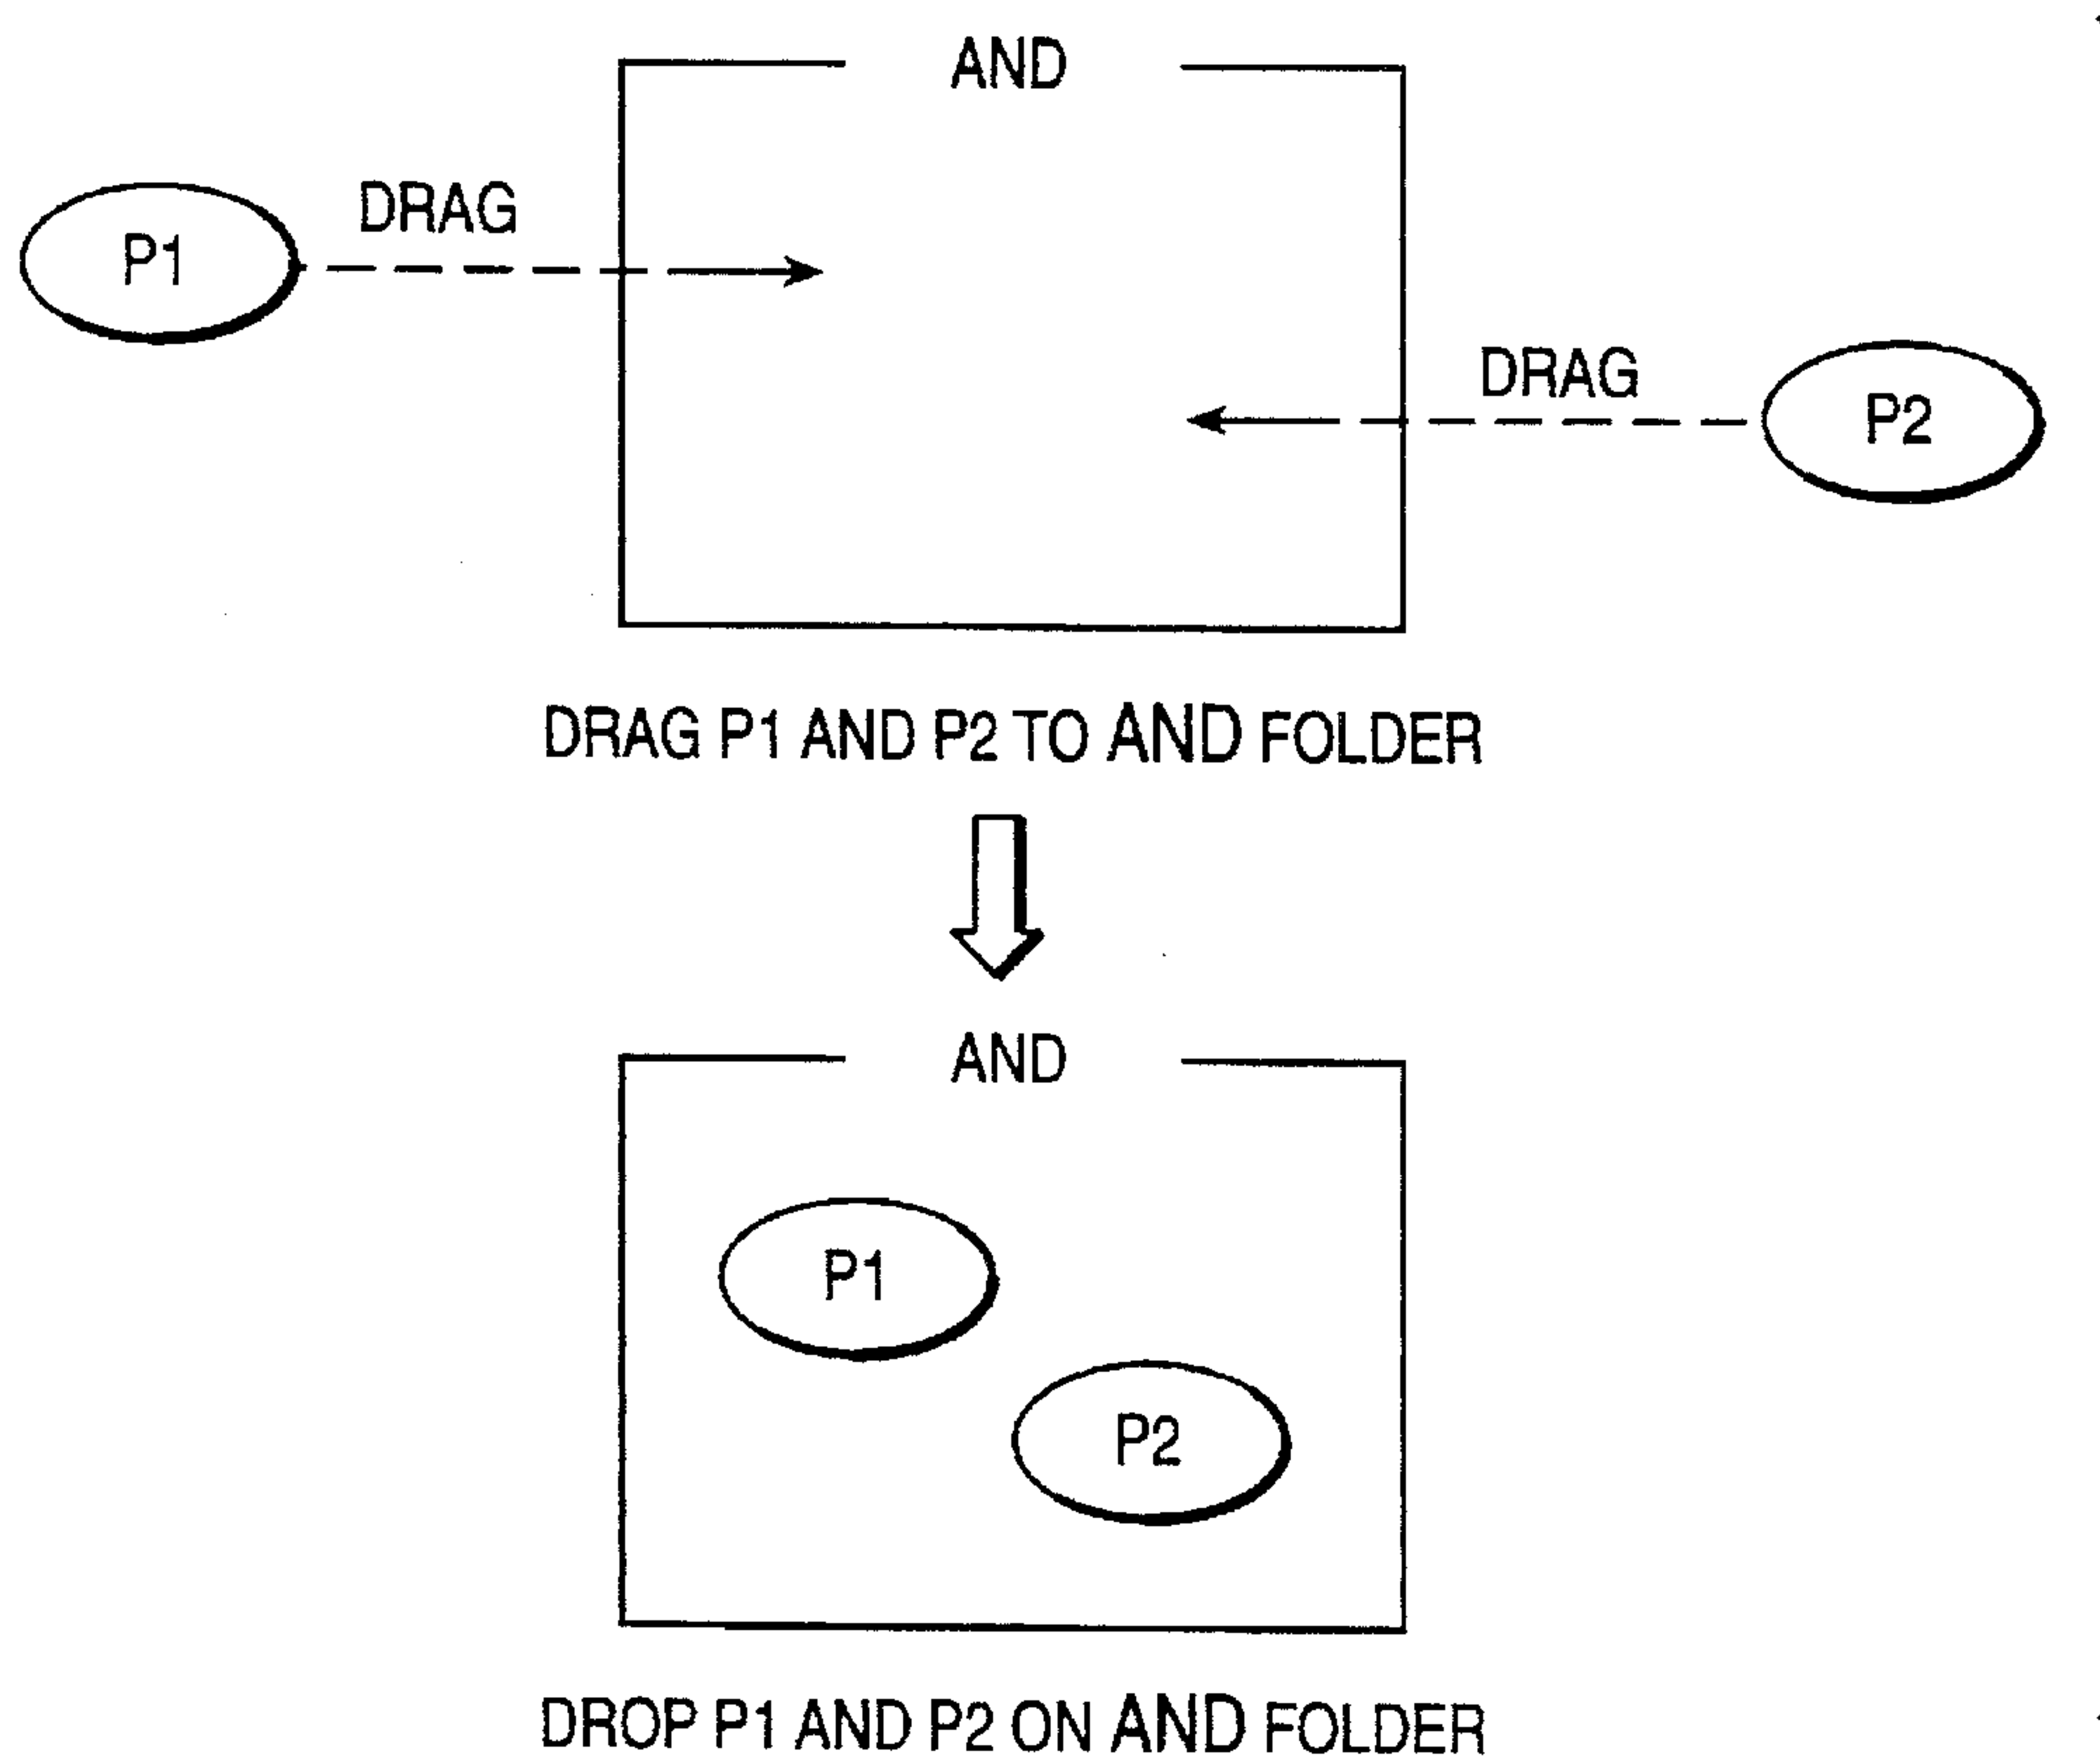 AND
P1
DRAG
DRAG
P2
DRAG P1 AND P2 TO AND FOLDER
AND
P1
P2
DROP P1 AND P2 ON AND FOLDER